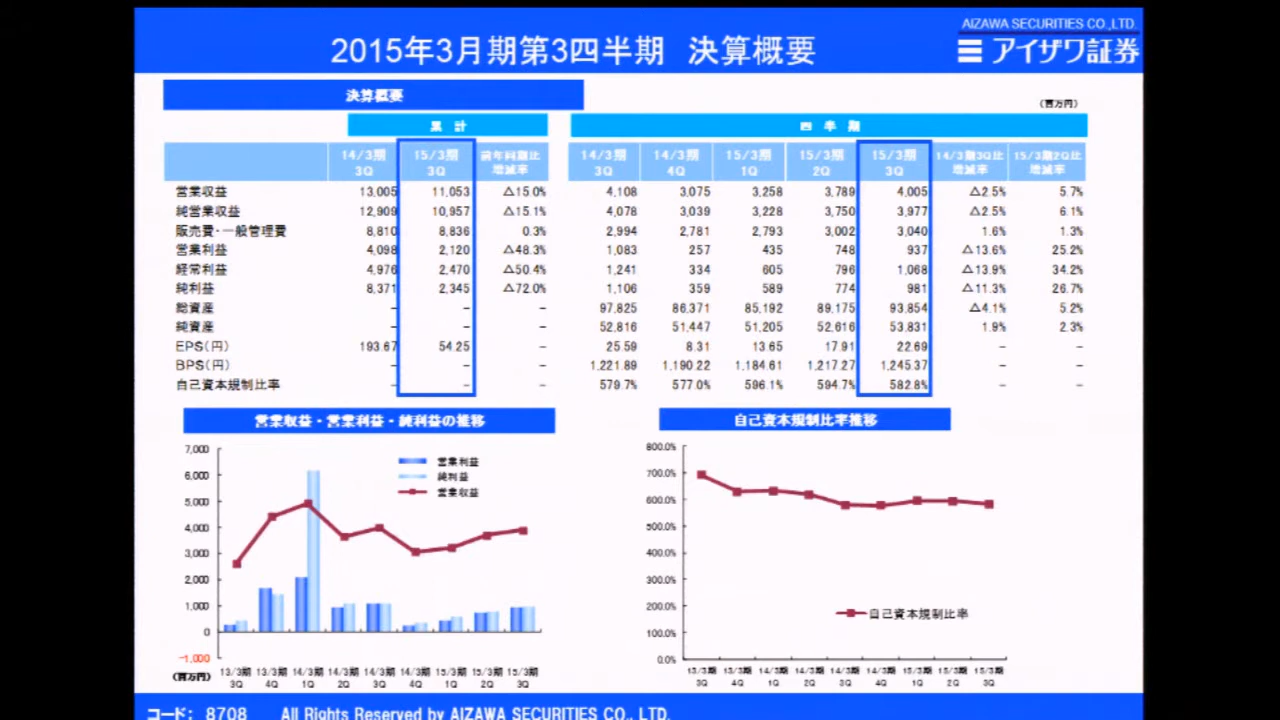 AIZAWA SECURITIES CO.,LTD.
2015年3月期第3四半期　決算概要
アイザワ証券
決算概要
(百万円)
累 計 四 半 期
14/3期 3Q 15/3期 3Q 前年同期比 増減率 14/3期 3Q 14/3期 4Q 15/3期 1Q 15/3期 2Q 15/3期 3Q 14/3期3Q比 増減率 15/3期2Q比 増減率
営業収益 13,005 11,053 △15.0% 4,108 3,075 3,258 3,789 4,005 △2.5% 5.7%
純営業収益 12,909 10,957 △15.1% 4,078 3,039 3,228 3,750 3,977 △2.5% 6.1%
販売費・一般管理費 8,810 8,836 0.3% 2,994 2,781 2,793 3,002 3,040 1.6% 1.3%
営業利益 4,098 2,120 △48.3% 1,083 257 435 748 937 △13.6% 25.2%
経常利益 4,976 2,470 △50.4% 1,241 334 605 796 1,068 △13.9% 34.2%
純利益 8,371 2,345 △72.0% 1,106 359 589 774 981 △11.3% 26.7%
総資産 – – – 97,825 86,371 85,192 89,175 93,854 △4.1% 5.2%
純資産 – – – 52,816 51,447 51,205 52,616 53,831 1.9% 2.3%
EPS(円) 193.67 54.25 – 25.59 8.31 13.65 17.91 22.69 – –
BPS(円) – – – 1,221.89 1,190.22 1,184.61 1,217.27 1,245.37 – –
自己資本規制比率 – – – 579.7% 577.0% 596.1% 594.7% 582.8% – –
営業収益・営業利益・純利益の推移
7,000
6,000
5,000
4,000
3,000
2,000
1,000
0
-1,000
(百万円)
営業利益
純利益
営業収益
13/3期 3Q 13/3期 4Q 14/3期 1Q 14/3期 2Q 14/3期 3Q 14/3期 4Q 15/3期 1Q 15/3期 2Q 15/3期 3Q
自己資本規制比率推移
800.0%
700.0%
600.0%
500.0%
400.0%
300.0%
200.0%
100.0%
0.0%
自己資本規制比率
13/3期 3Q 13/3期 4Q 14/3期 1Q 14/3期 2Q 14/3期 3Q 14/3期 4Q 15/3期 1Q 15/3期 2Q 15/3期 3Q
コード: 8708 All Rights Reserved by AIZAWA SECURITIES CO., LTD.